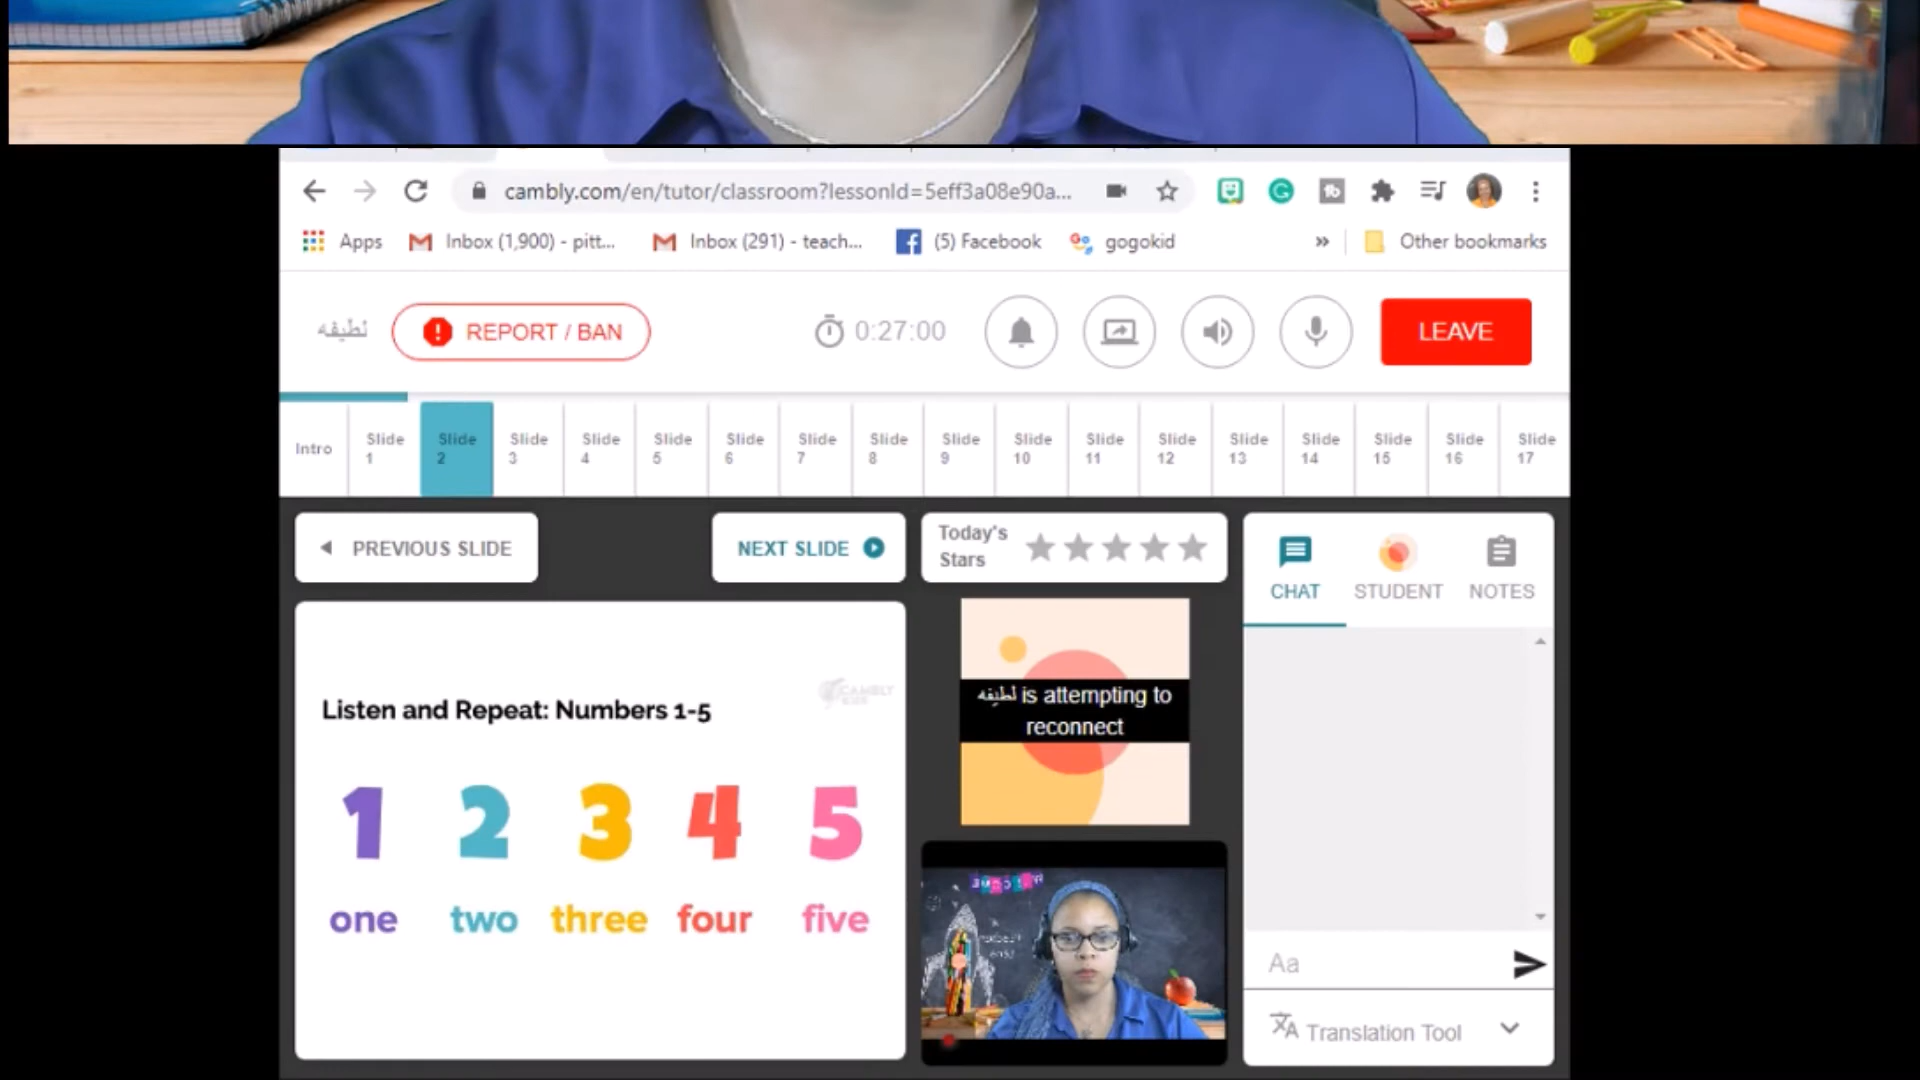 cambly.com/en/tutor/classroom?lessonId=5eff3a08e90a...
Apps
Inbox (1,900) - pitt...
Inbox (291) - teach...
(5) Facebook
gogokid
»
Other bookmarks
لطيفه
REPORT / BAN
0:27:00
LEAVE
Intro
Slide 1
Slide 2
Slide 3
Slide 4
Slide 5
Slide 6
Slide 7
Slide 8
Slide 9
Slide 10
Slide 11
Slide 12
Slide 13
Slide 14
Slide 15
Slide 16
Slide 17
PREVIOUS SLIDE
NEXT SLIDE
Today's
Stars
CHAT
STUDENT
NOTES
CAMBLY
KIDS
Listen and Repeat: Numbers 1-5
1 2 3 4 5
one two three four five
لطيفه is attempting to
reconnect
Aa
Translation Tool